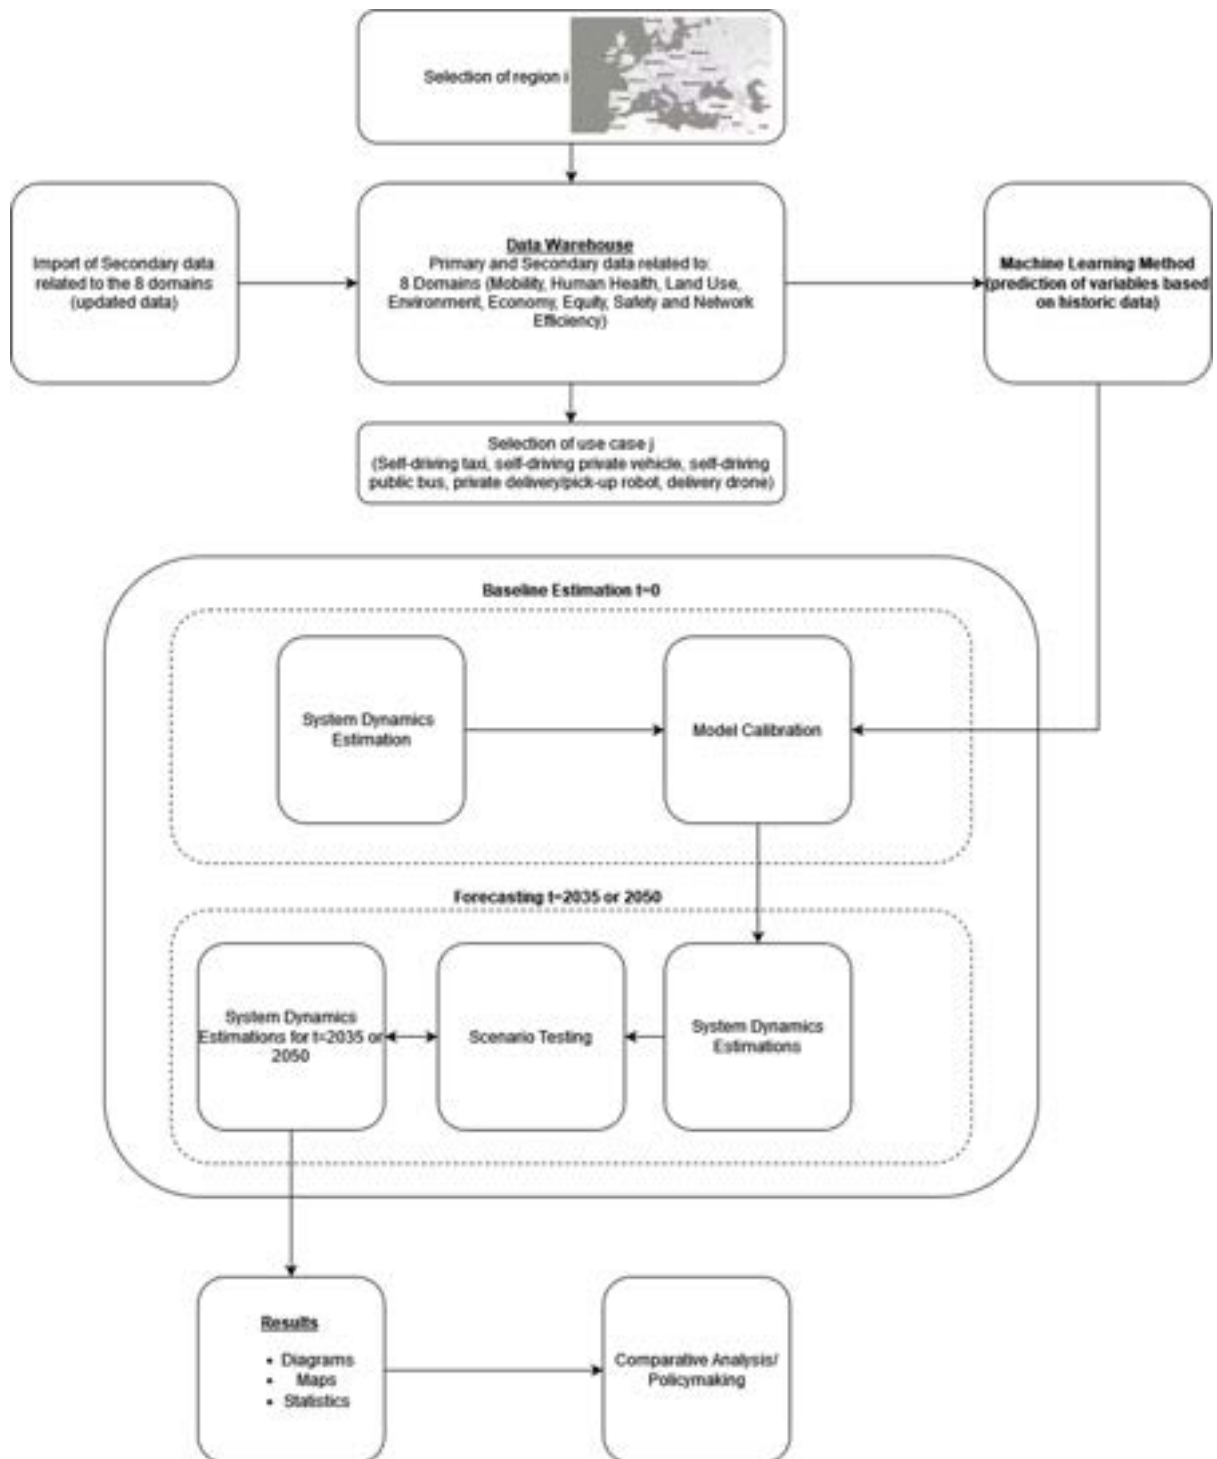 Selection of region i
Import of Secondary data
related to the 8 domains
(updated data)
Data Warehouse
Primary and Secondary data related to:
8 Domains (Mobility, Human Health, Land Use,
Environment, Economy, Equity, Safety and Network
Efficiency)
Machine Learning Method
(prediction of variables based
on historic data)
Selection of use case j
(Self-driving taxi, self-driving private vehicle, self-driving
public bus, private delivery/pick-up robot, delivery drone)
Baseline Estimation t=0
System Dynamics
Estimation
Model Calibration
Forecasting t=2035 or 2050
System Dynamics
Estimations for t=2035 or
2050
Scenario Testing
System Dynamics
Estimations
Results
• Diagrams
• Maps
• Statistics
Comparative Analysis/
Policymaking